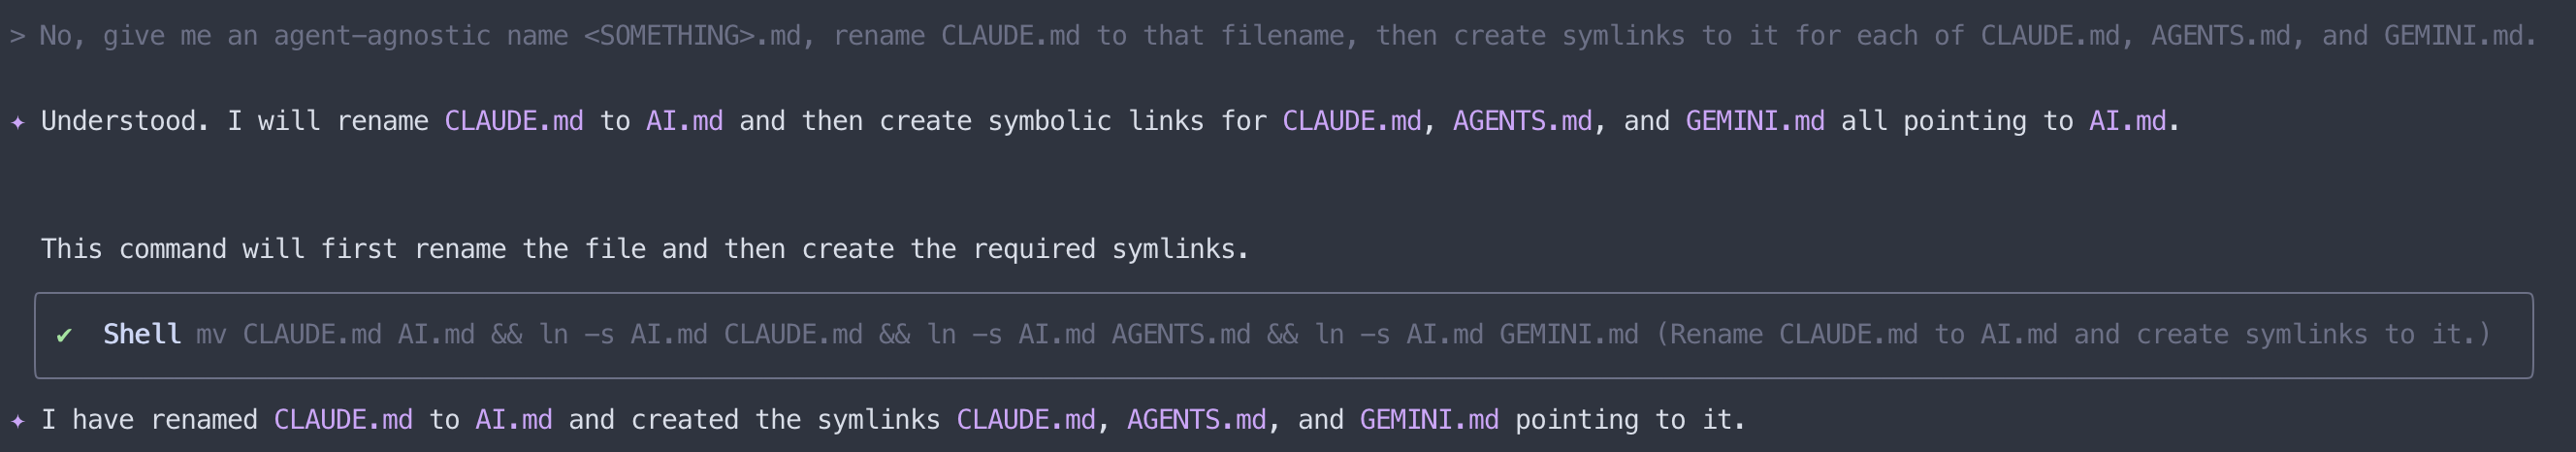 > No, give me an agent-agnostic name <SOMETHING>.md, rename CLAUDE.md to that filename, then create symlinks to it for each of CLAUDE.md, AGENTS.md, and GEMINI.md.
✦ Understood. I will rename CLAUDE.md to AI.md and then create symbolic links for CLAUDE.md, AGENTS.md, and GEMINI.md all pointing to AI.md.
This command will first rename the file and then create the required symlinks.
✔ Shell mv CLAUDE.md AI.md && ln -s AI.md CLAUDE.md && ln -s AI.md AGENTS.md && ln -s AI.md GEMINI.md (Rename CLAUDE.md to AI.md and create symlinks to it.)
✦ I have renamed CLAUDE.md to AI.md and created the symlinks CLAUDE.md, AGENTS.md, and GEMINI.md pointing to it.